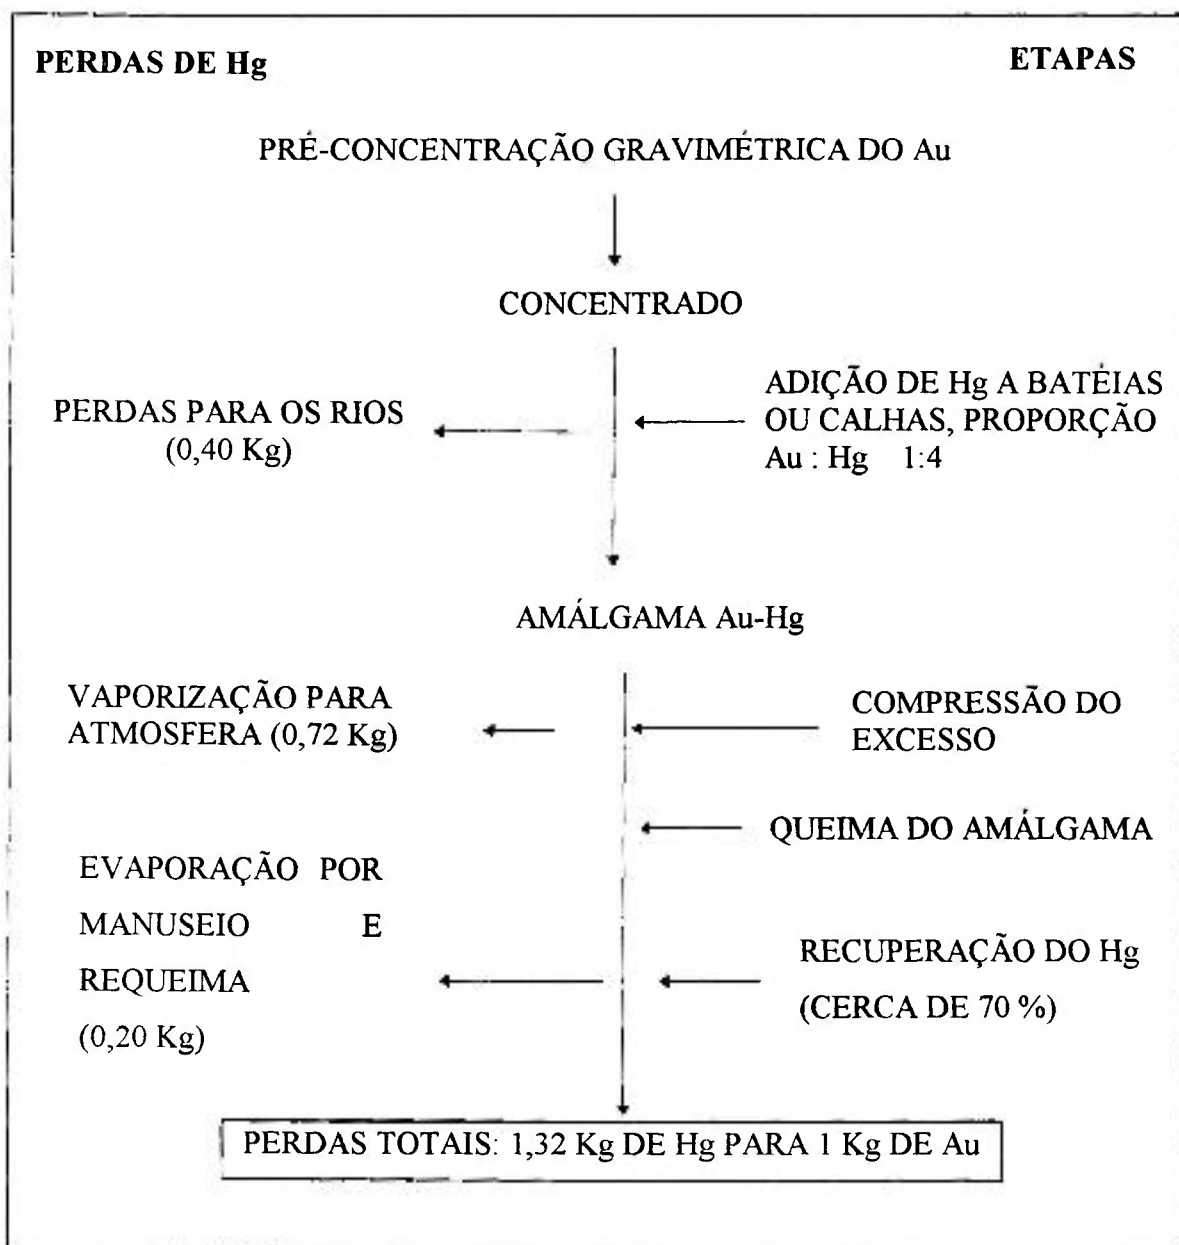 PERDAS DE Hg
ETAPAS
PRÉ-CONCENTRAÇÃO GRAVIMÉTRICA DO Au
CONCENTRADO
PERDAS PARA OS RIOS
(0,40 Kg)
ADIÇÃO DE Hg A BATÉIAS
OU CALHAS, PROPORÇÃO
Au : Hg 1:4
AMÁLGAMA Au-Hg
VAPORIZAÇÃO PARA
ATMOSFERA (0,72 Kg)
COMPRESSÃO DO
EXCESSO
QUEIMA DO AMÁLGAMA
EVAPORAÇÃO POR
MANUSEIO E
REQUEIMA
(0,20 Kg)
RECUPERAÇÃO DO Hg
(CERCA DE 70 %)
PERDAS TOTAIS: 1,32 Kg DE Hg PARA 1 Kg DE Au